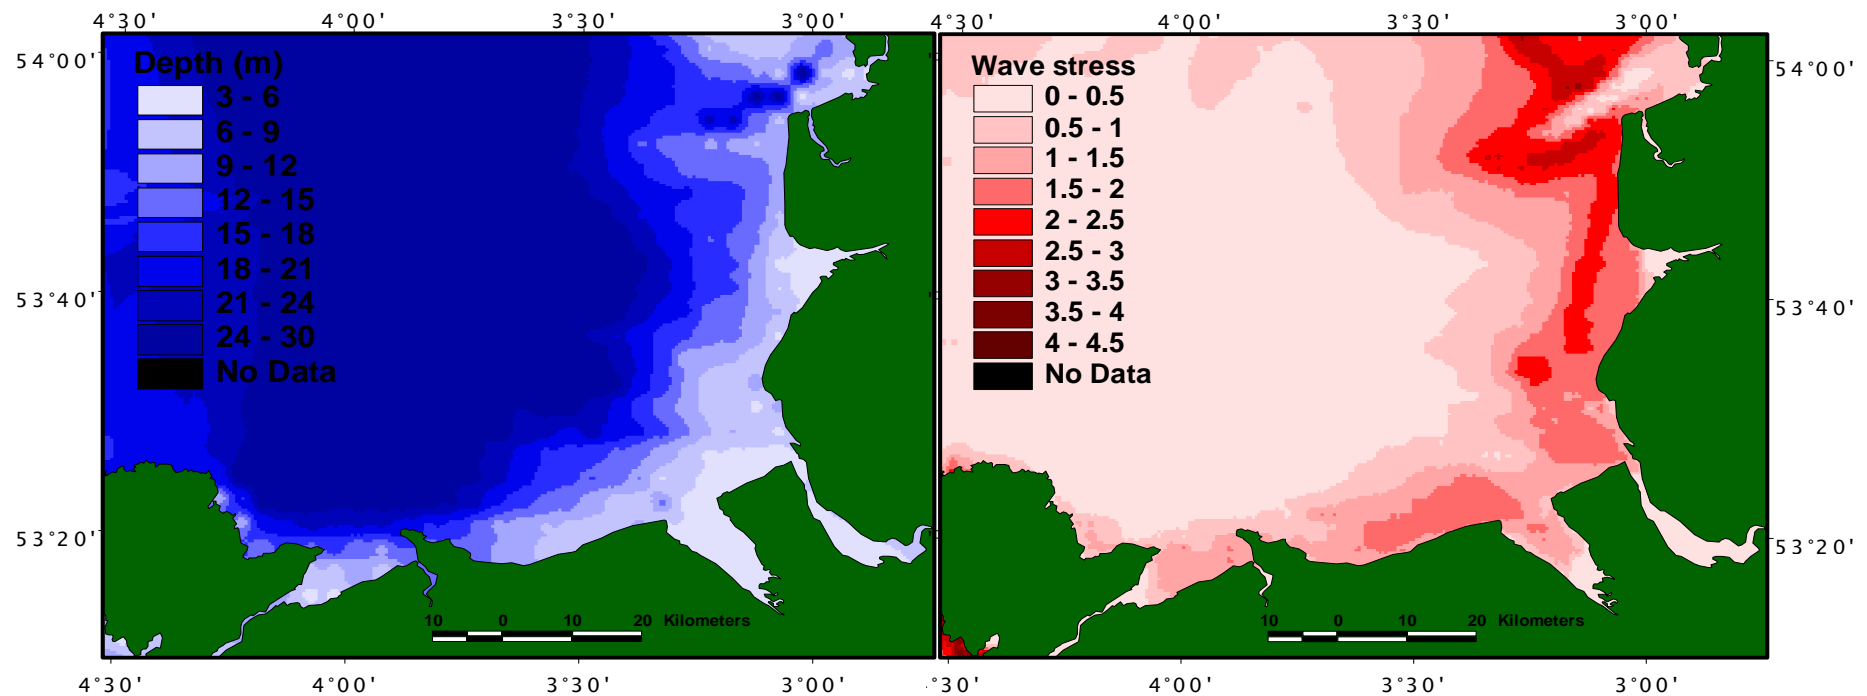 4°30' 4°00' 3°30' 3°00' 4°30' 4°00' 3°30' 3°00'
54°00'
53°40'
53°20'
Depth (m)
3 - 6
6 - 9
9 - 12
12 - 15
15 - 18
18 - 21
21 - 24
24 - 30
No Data
10 0 10 20 Kilometers
Wave stress
0 - 0.5
0.5 - 1
1 - 1.5
1.5 - 2
2 - 2.5
2.5 - 3
3 - 3.5
3.5 - 4
4 - 4.5
No Data
10 0 10 20 Kilometers
54°00'
53°40'
53°20'
4°30' 4°00' 3°30' 3°00' °30' 4°00' 3°30' 3°00'